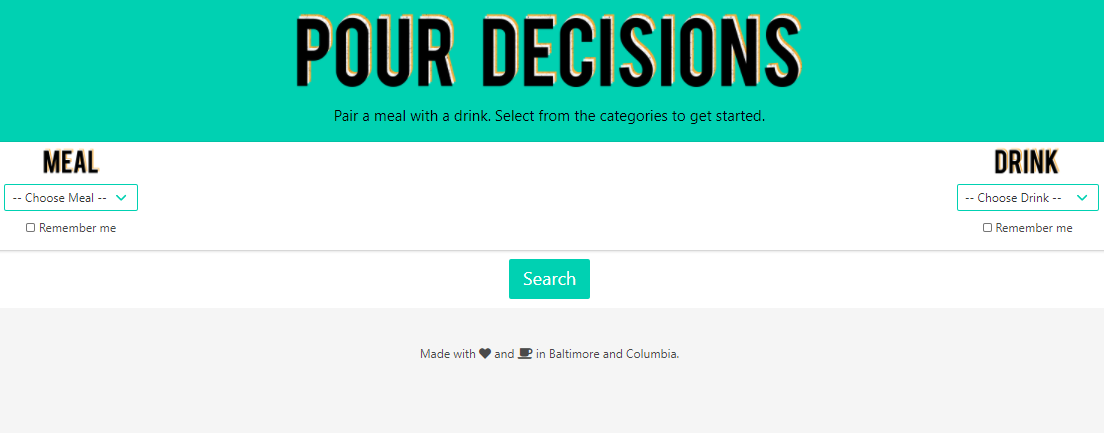 POUR DECISIONS
Pair a meal with a drink. Select from the categories to get started.
MEAL
-- Choose Meal --
Remember me
DRINK
-- Choose Drink --
Remember me
Search
Made with and in Baltimore and Columbia.